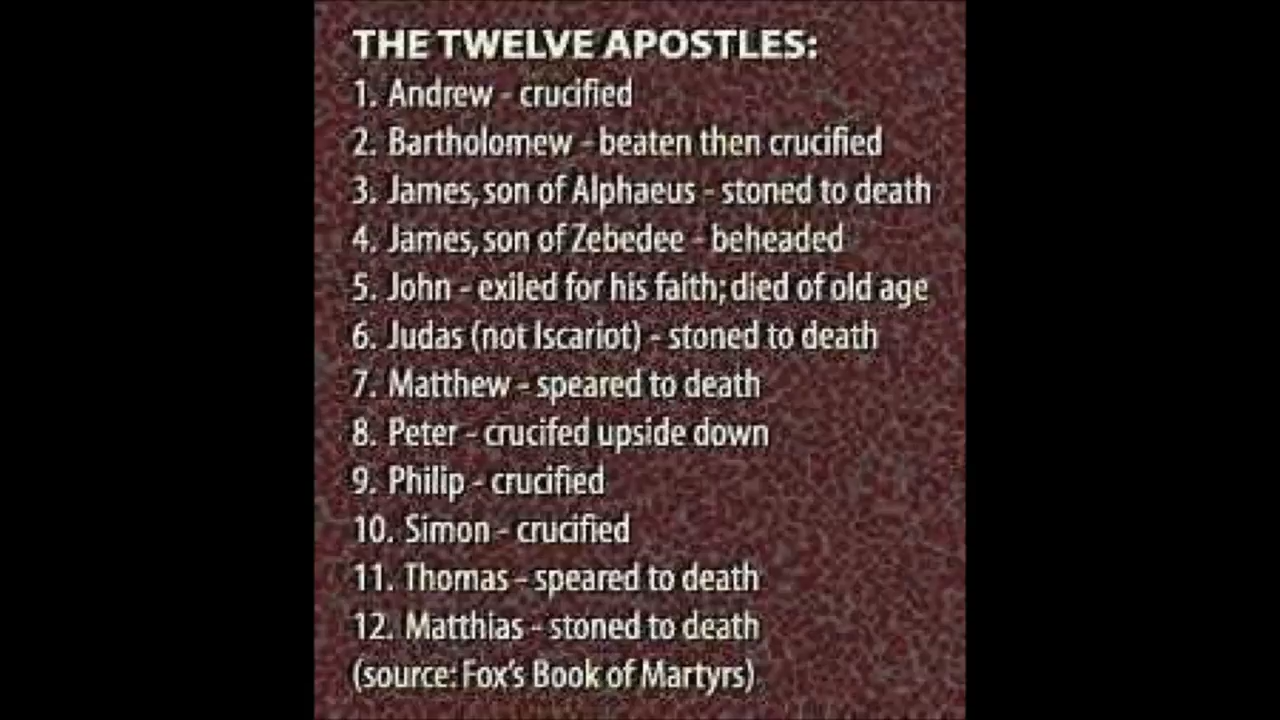 THE TWELVE APOSTLES:
1. Andrew - crucified
2. Bartholomew - beaten then crucified
3. James, son of Alphaeus - stoned to death
4. James, son of Zebedee - beheaded
5. John - exiled for his faith; died of old age
6. Judas (not Iscariot) - stoned to death
7. Matthew - speared to death
8. Peter - crucifed upside down
9. Philip - crucified
10. Simon - crucified
11. Thomas - speared to death
12. Matthias - stoned to death
(source: Fox's Book of Martyrs)